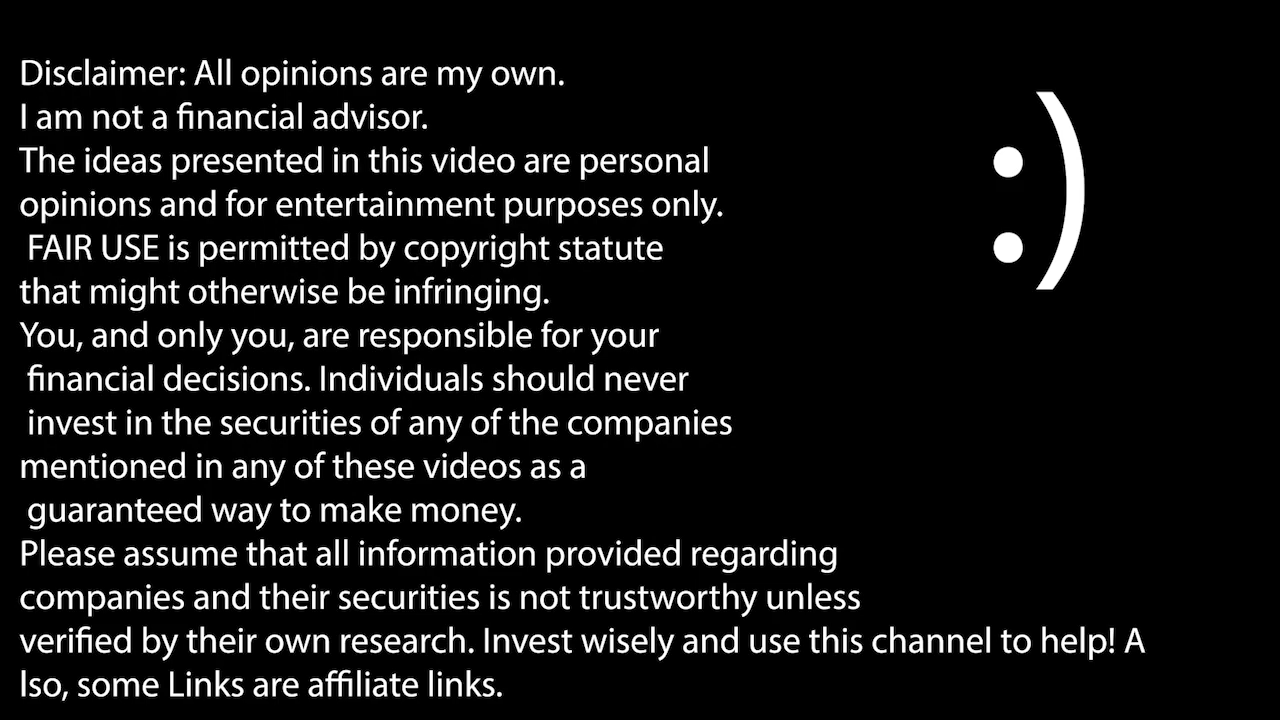 Disclaimer: All opinions are my own.
I am not a financial advisor.
The ideas presented in this video are personal
opinions and for entertainment purposes only.
FAIR USE is permitted by copyright statute
that might otherwise be infringing.
You, and only you, are responsible for your
financial decisions. Individuals should never
invest in the securities of any of the companies
mentioned in any of these videos as a
guaranteed way to make money.
Please assume that all information provided regarding
companies and their securities is not trustworthy unless
verified by their own research. Invest wisely and use this channel to help! A
lso, some Links are affiliate links.
:)